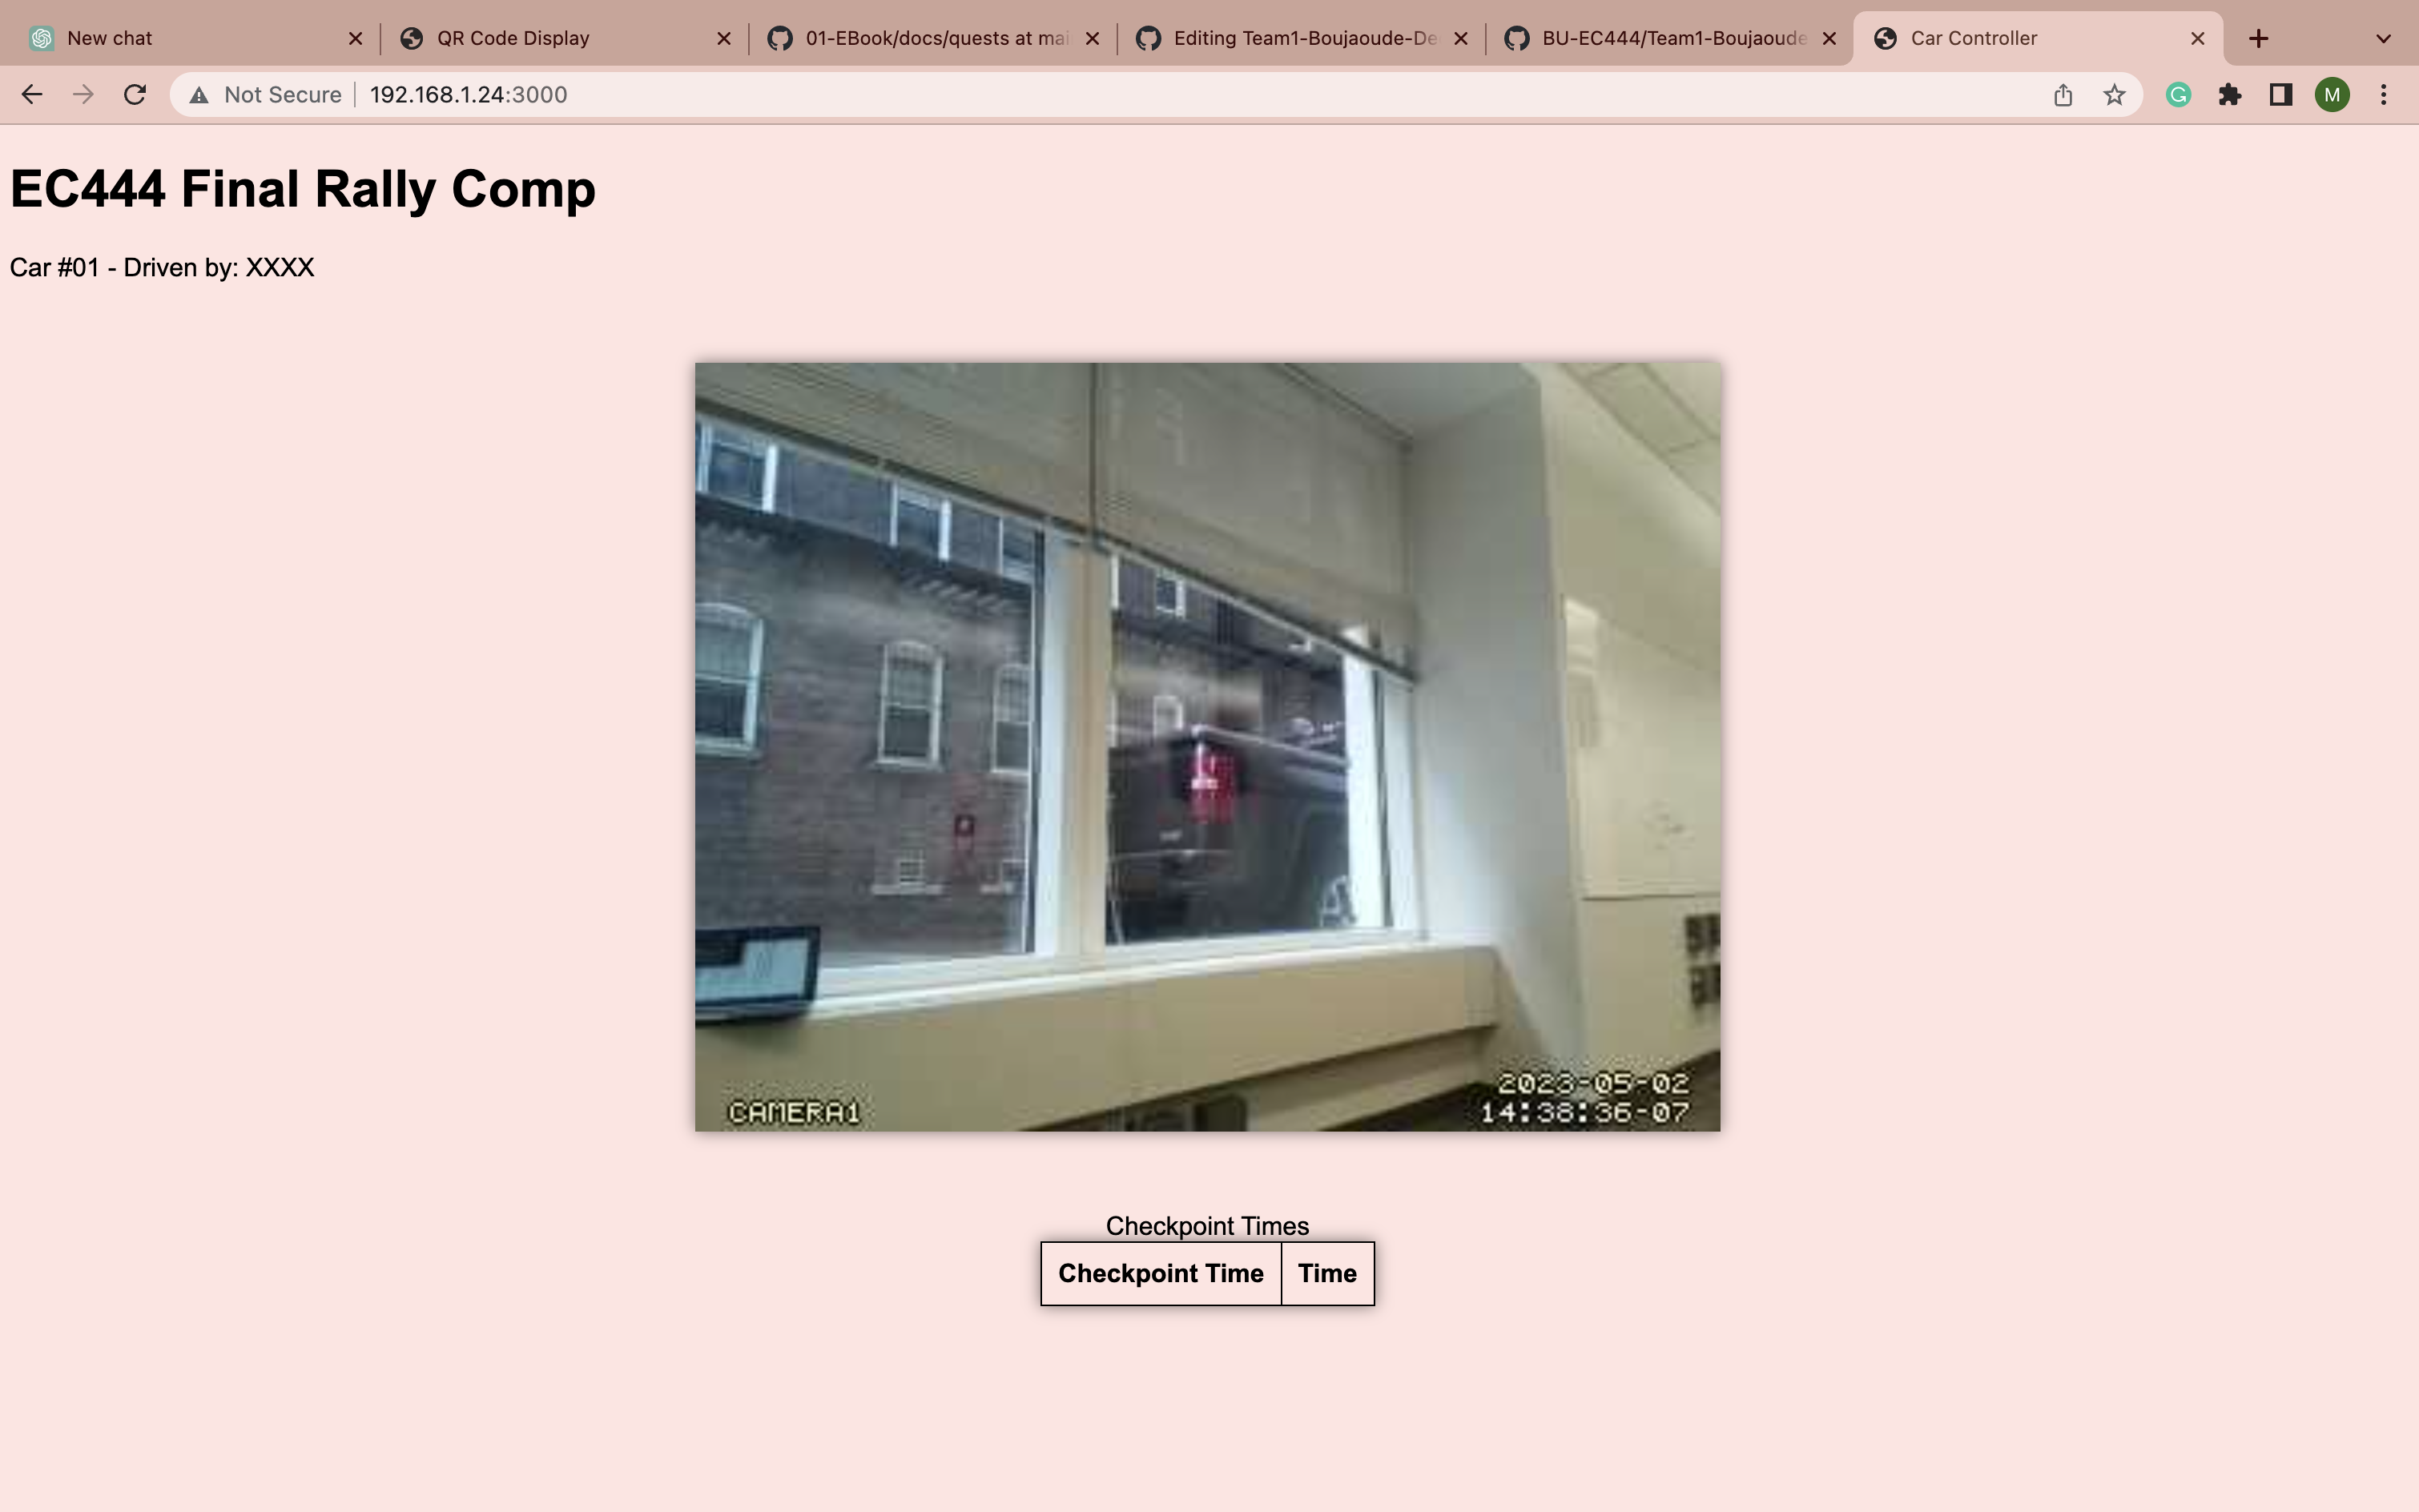 New chat
QR Code Display
01-EBook/docs/quests at mai
Editing Team1-Boujaoude-De
BU-EC444/Team1-Boujaoude
Car Controller
Not Secure 192.168.1.24:3000
M
EC444 Final Rally Comp
Car #01 - Driven by: XXXX
2023-05-02
CAMERA1 14:38:36-07
Checkpoint Times
Checkpoint Time Time